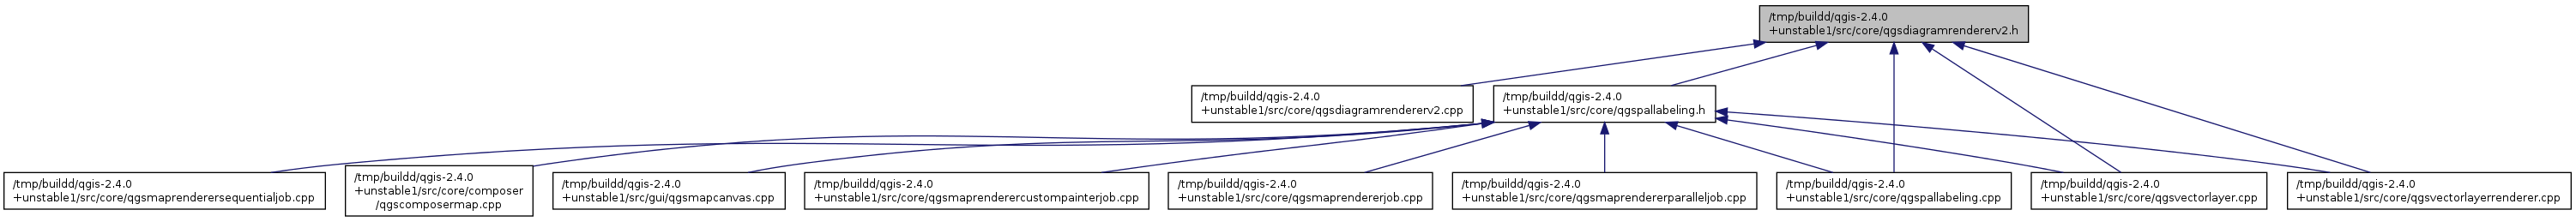 /tmp/buildd/qgis-2.4.0
+unstable1/src/core/qgsdiagramrendererv2.h
/tmp/buildd/qgis-2.4.0
+unstable1/src/core/qgsdiagramrendererv2.cpp
/tmp/buildd/qgis-2.4.0
+unstable1/src/core/qgspallabeling.h
/tmp/buildd/qgis-2.4.0
+unstable1/src/core/qgsmaprenderersequentialjob.cpp
/tmp/buildd/qgis-2.4.0
+unstable1/src/core/composer
/qgscomposermap.cpp
/tmp/buildd/qgis-2.4.0
+unstable1/src/gui/qgsmapcanvas.cpp
/tmp/buildd/qgis-2.4.0
+unstable1/src/core/qgsmaprenderercustompainterjob.cpp
/tmp/buildd/qgis-2.4.0
+unstable1/src/core/qgsmaprendererjob.cpp
/tmp/buildd/qgis-2.4.0
+unstable1/src/core/qgsmaprendererparalleljob.cpp
/tmp/buildd/qgis-2.4.0
+unstable1/src/core/qgspallabeling.cpp
/tmp/buildd/qgis-2.4.0
+unstable1/src/core/qgsvectorlayer.cpp
/tmp/buildd/qgis-2.4.0
+unstable1/src/core/qgsvectorlayerrenderer.cpp